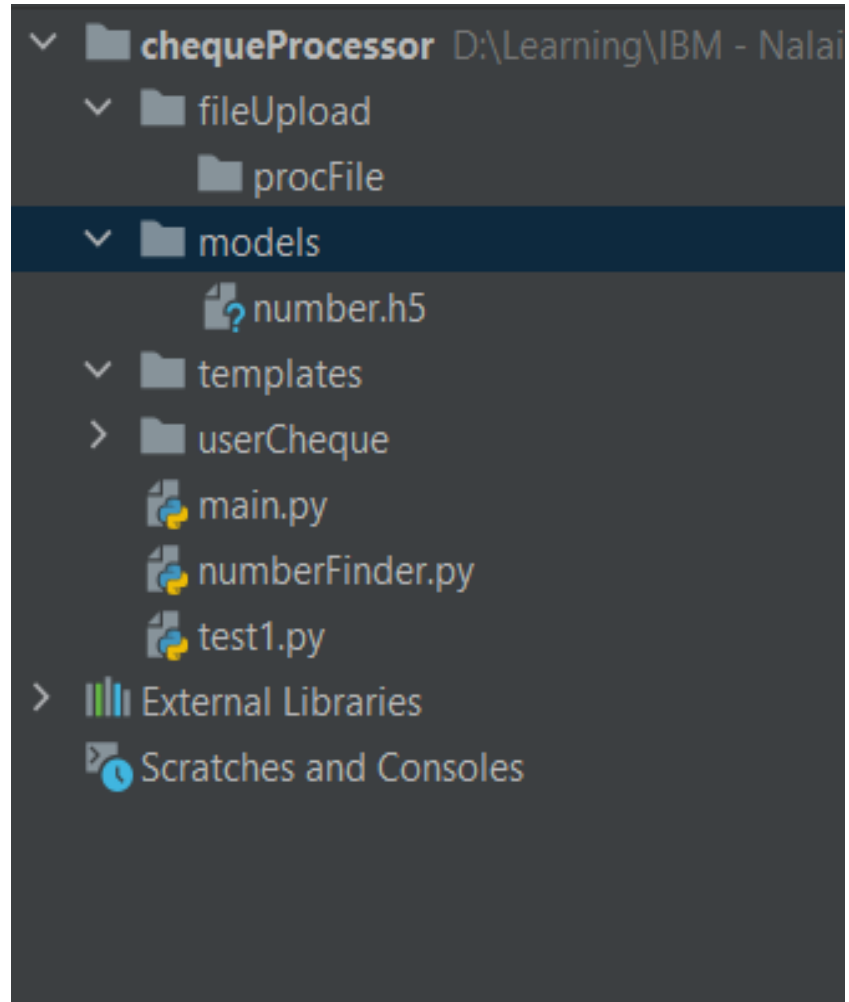 chequeProcessor D:\Learning\IBM - Nalai
fileUpload
procFile
models
number.h5
templates
userCheque
main.py
numberFinder.py
test1.py
External Libraries
Scratches and Consoles